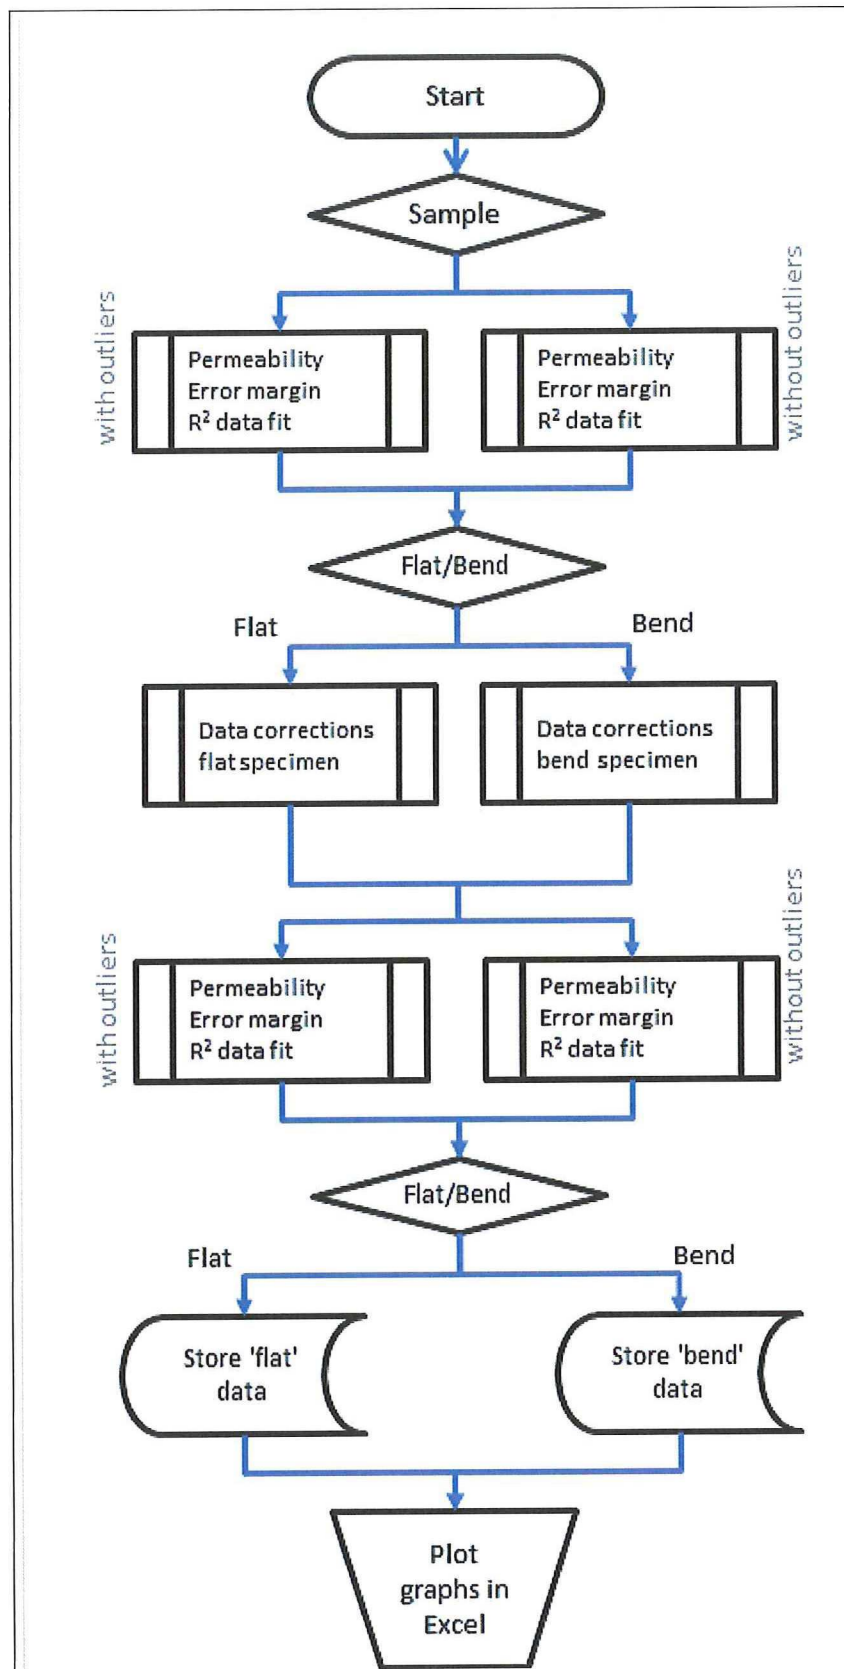 Start
Sample
with outliers
without outliers
Permeability
Error margin
R² data fit
Permeability
Error margin
R² data fit
Flat/Bend
Flat
Bend
Data corrections
flat specimen
Data corrections
bend specimen
with outliers
without outliers
Permeability
Error margin
R² data fit
Permeability
Error margin
R² data fit
Flat/Bend
Flat
Bend
Store 'flat'
data
Store 'bend'
data
Plot
graphs in
Excel